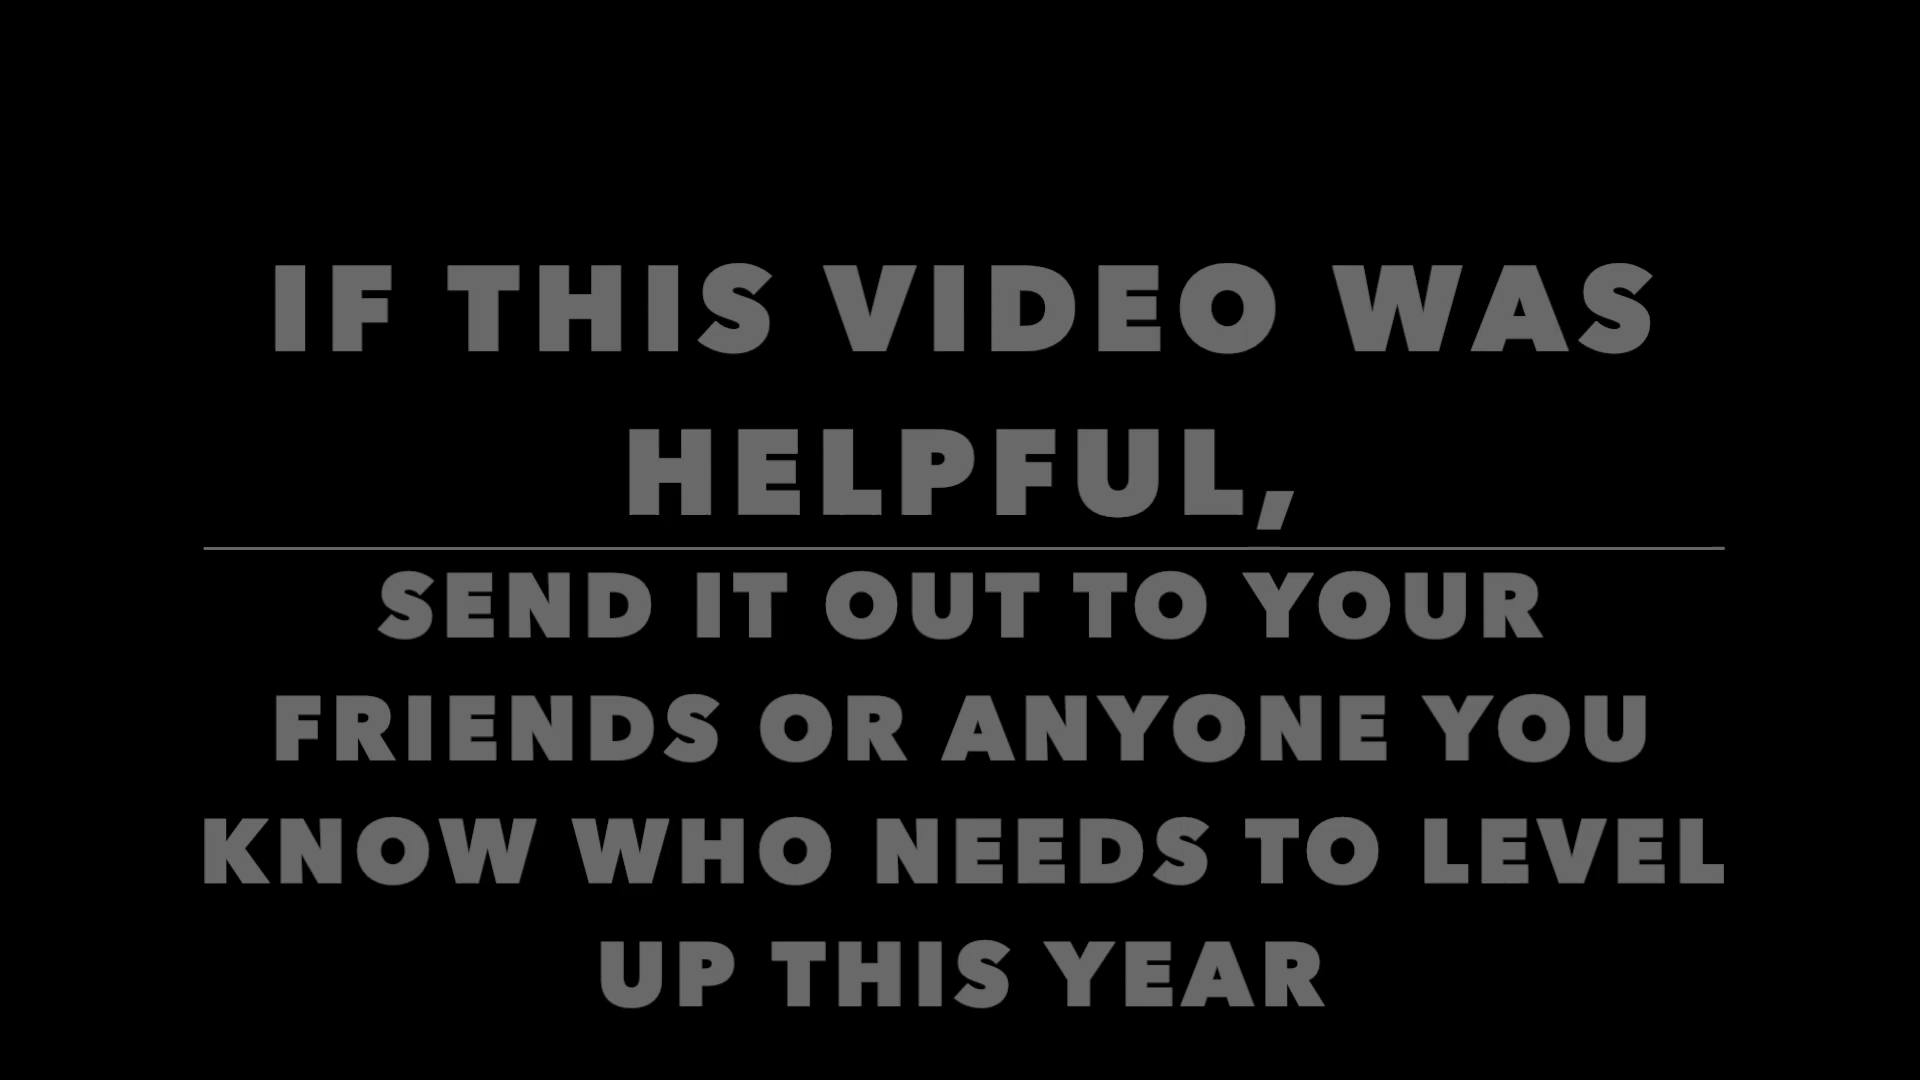 IF THIS VIDEO WAS
HELPFUL,
SEND IT OUT TO YOUR
FRIENDS OR ANYONE YOU
KNOW WHO NEEDS TO LEVEL
UP THIS YEAR